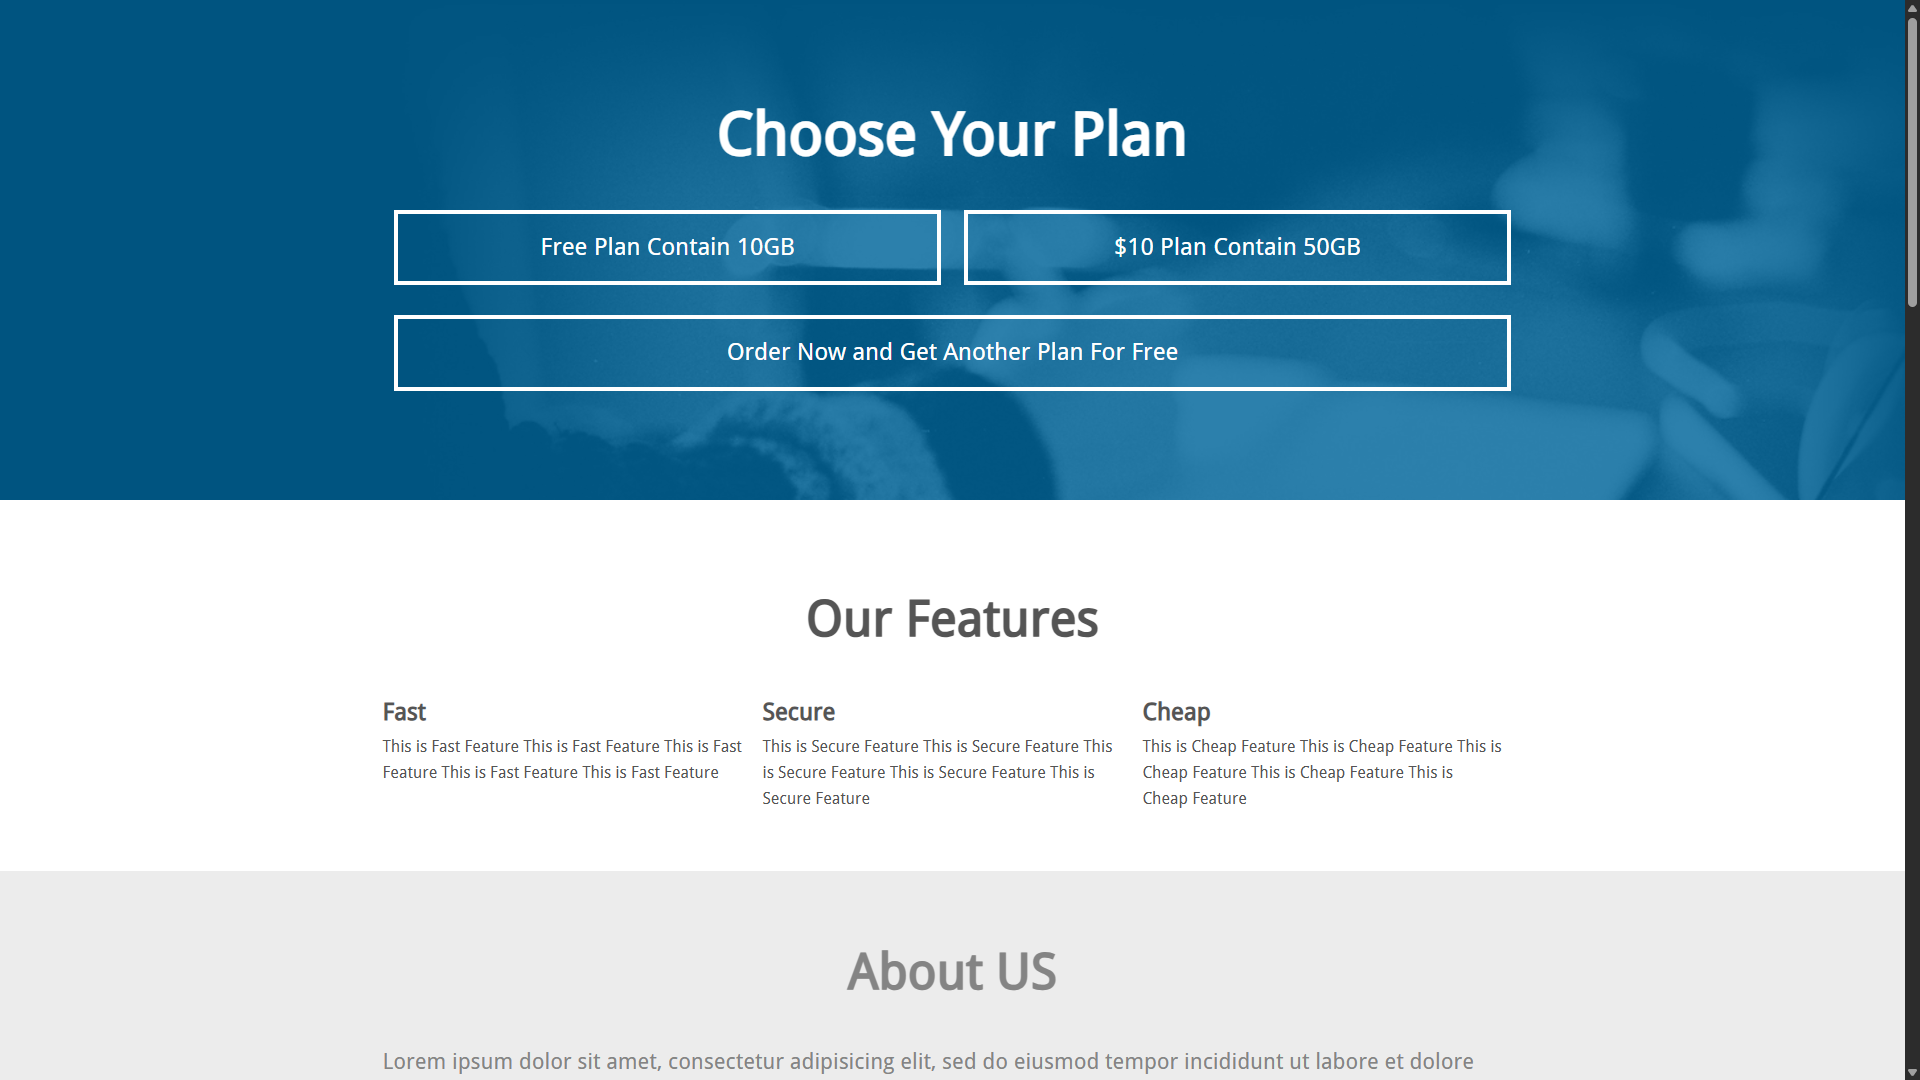 Choose Your Plan
Free Plan Contain 10GB
$10 Plan Contain 50GB
Order Now and Get Another Plan For Free
Our Features
Fast
This is Fast Feature This is Fast Feature This is Fast
Feature This is Fast Feature This is Fast Feature
Secure
This is Secure Feature This is Secure Feature This
is Secure Feature This is Secure Feature This is
Secure Feature
Cheap
This is Cheap Feature This is Cheap Feature This is
Cheap Feature This is Cheap Feature This is
Cheap Feature
About US
Lorem ipsum dolor sit amet, consectetur adipisicing elit, sed do eiusmod tempor incididunt ut labore et dolore